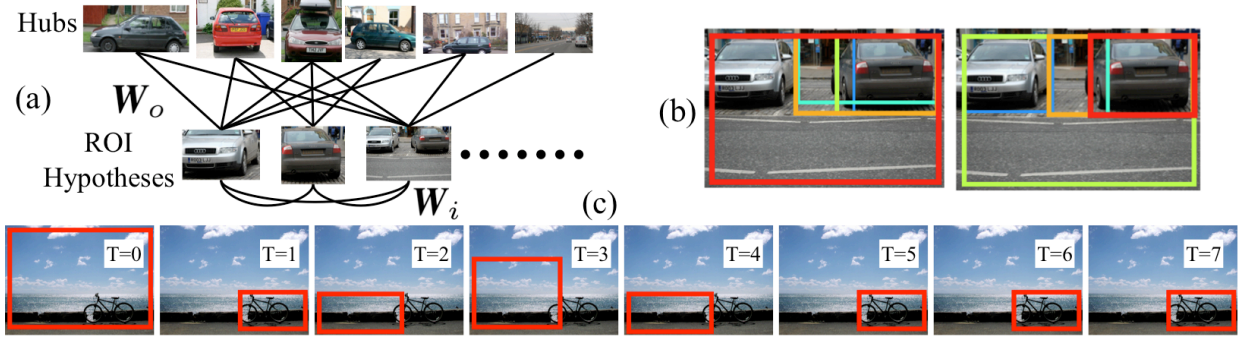 Hubs
(a)
W_o
ROI
Hypotheses
W_i
(b)
(c)
T=0
T=1
T=2
T=3
T=4
T=5
T=6
T=7